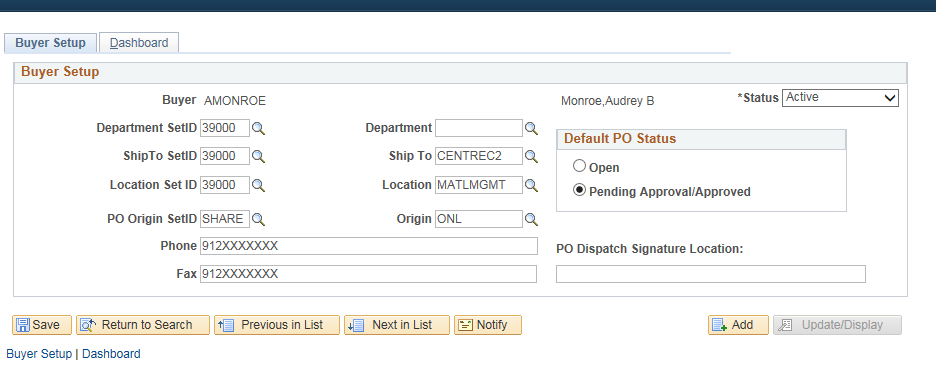 Buyer Setup Dashboard
Buyer Setup
Buyer AMONROE Monroe,Audrey B *Status Active
Department SetID 39000 Department
Default PO Status
ShipTo SetID 39000 Ship To CENTREC2
Open
Location Set ID 39000 Location MATLMGMT
Pending Approval/Approved
PO Origin SetID SHARE Origin ONL
Phone 912XXXXXXX
PO Dispatch Signature Location:
Fax 912XXXXXXX
Save Return to Search Previous in List Next in List Notify Add Update/Display
Buyer Setup | Dashboard